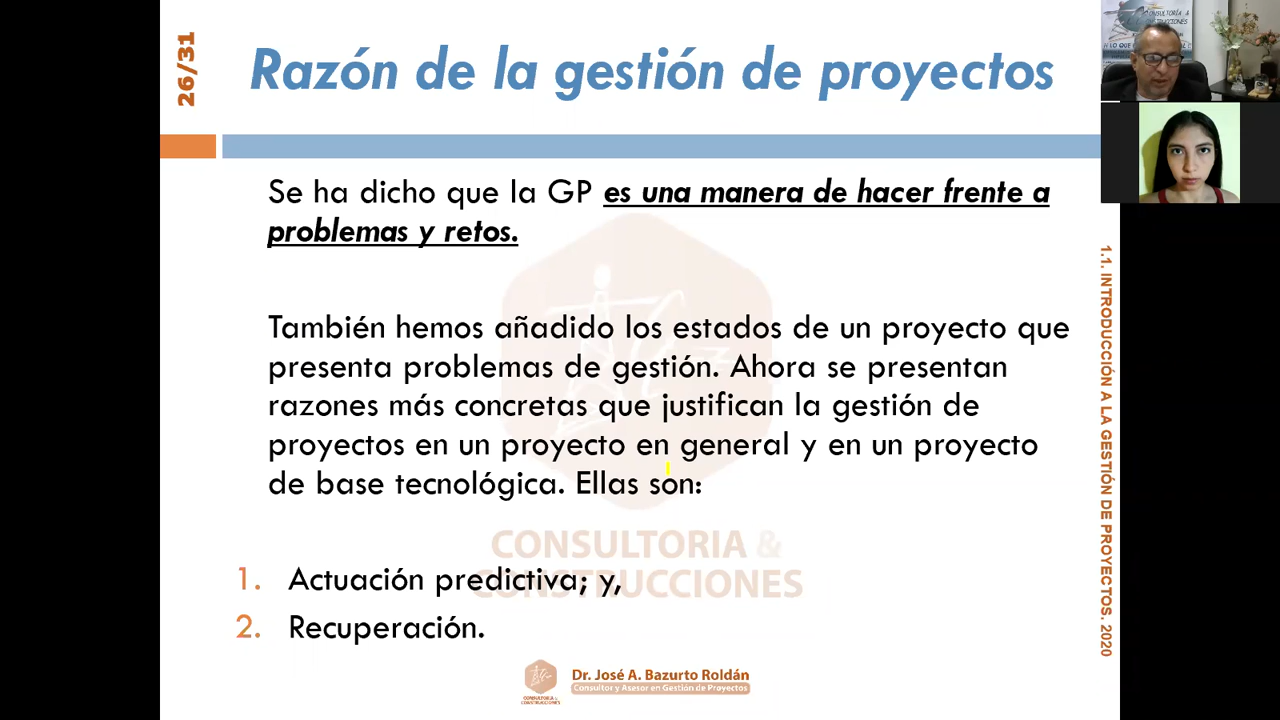 26/31
Razón de la gestión de proyectos
Se ha dicho que la GP es una manera de hacer frente a
problemas y retos.
También hemos añadido los estados de un proyecto que
presenta problemas de gestión. Ahora se presentan
razones más concretas que justifican la gestión de
proyectos en un proyecto en general y en un proyecto
de base tecnológica. Ellas son:
CONSULTORIA &
CONSTRUCCIONES
1. Actuación predictiva; y,
2. Recuperación.
Dr. José A. Bazurto Roldán
Consultor y Asesor en Gestión de Proyectos
CONSULTORIA &
CONSTRUCCIONES
1.1. INTRODUCCIÓN A LA GESTIÓN DE PROYECTOS. 2020